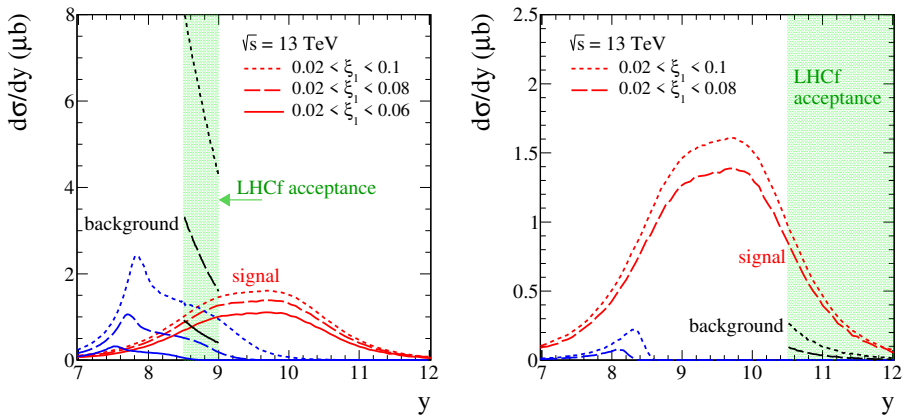 dσ/dy (μb)
8
6
4
2
0
√s = 13 TeV
0.02 < ξ₁ < 0.1
0.02 < ξ₁ < 0.08
0.02 < ξ₁ < 0.06
LHCf acceptance
background
signal
7 8 9 10 11 12
y
dσ/dy (μb)
2.5
2
1.5
1
0.5
0
√s = 13 TeV
0.02 < ξ₁ < 0.1
0.02 < ξ₁ < 0.08
LHCf
acceptance
signal
background
7 8 9 10 11 12
y